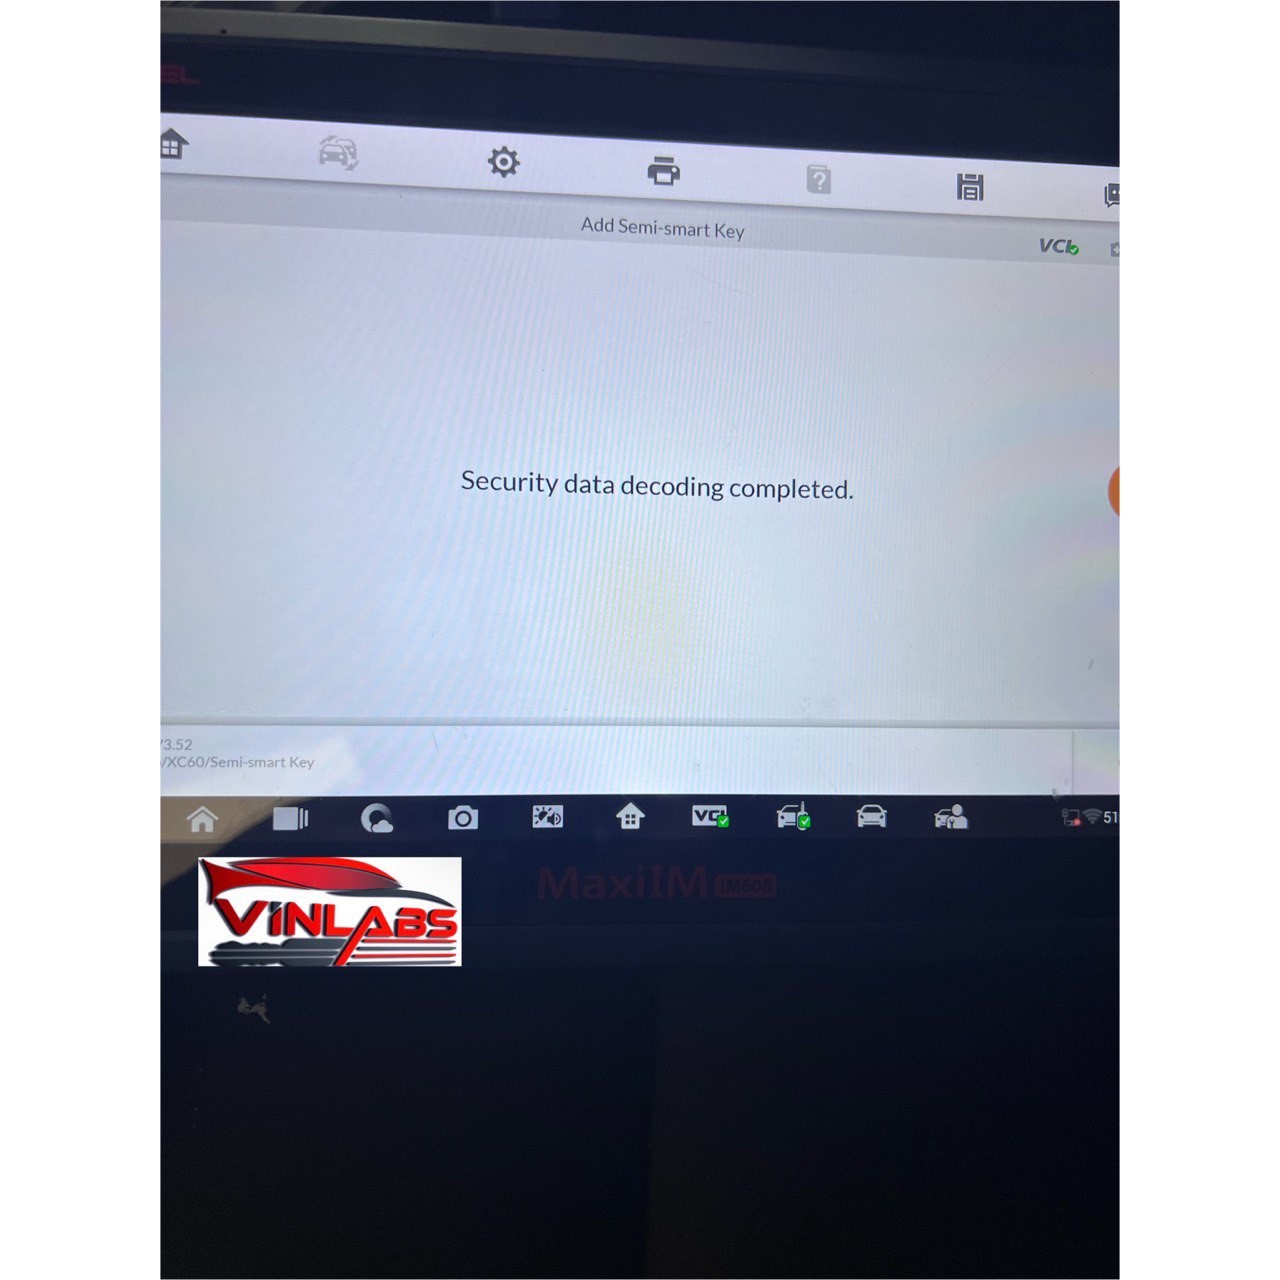 Add Semi-smart Key
VCI
Security data decoding completed.
/3.52
/XC60/Semi-smart Key
VCI
51
MaxiIM IM608
VINLABS